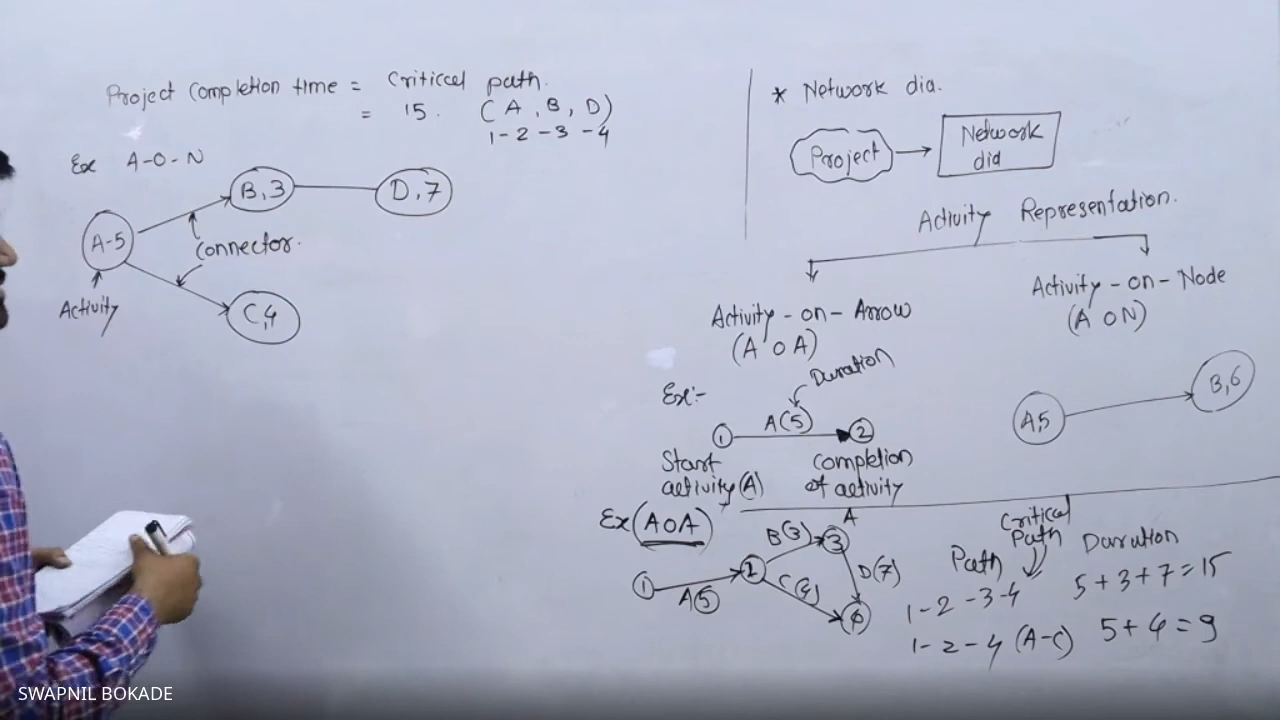 Project Completion time = Criticcel path.
= 15. (A, B, D)
1-2-3-4
Ex A-O-N
B,3
D,7
A-5
Connector.
Activity
C,4
* Network dia.
Project
Network
dia
Activity Representation.
Activity-on-Arrow
(A O A)
Activity-on-Node
(A ON)
Duration
Ex:-
A(5)
1
2
Start
activity (A)
Completion
of activity
A,5
B,6
Ex (AOA)
A
B(3)
3
1
2
A5
C(4)
D(7)
Critical
Path
Path
Duration
1-2-3-4
5+3+7=15
1-2-4 (A-C)
5+4=9
SWAPNIL BOKADE